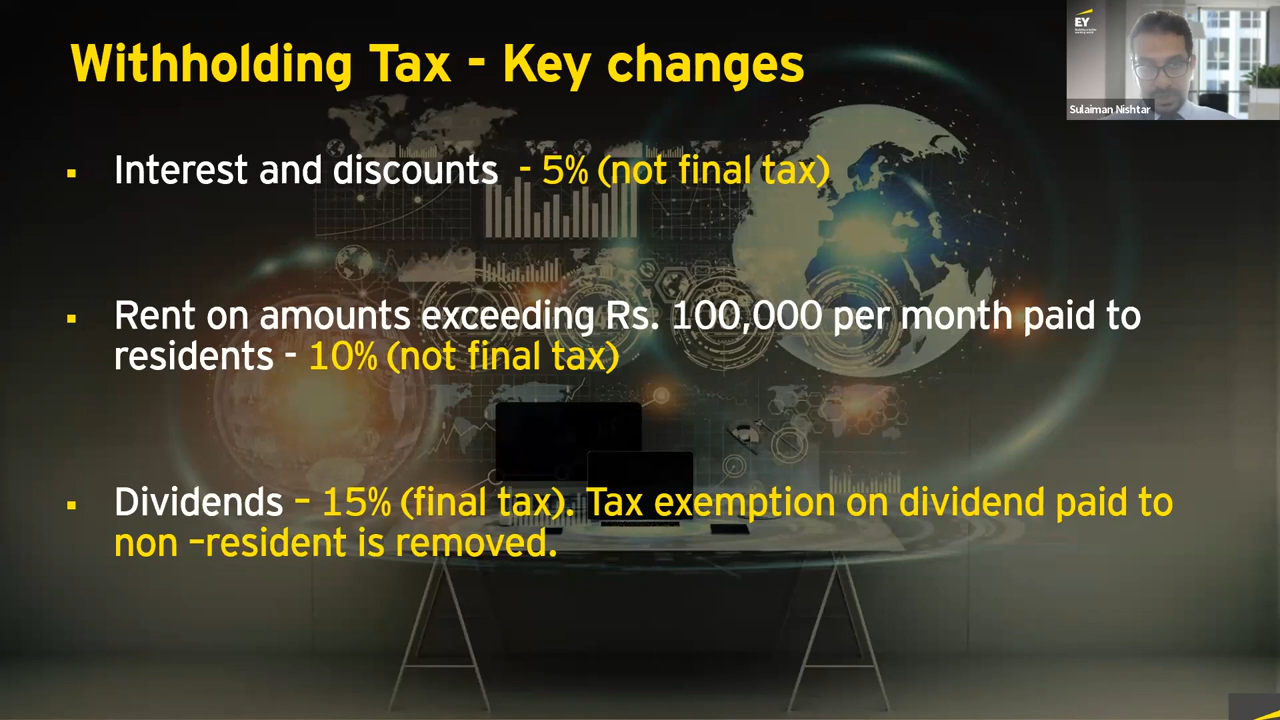 Withholding Tax - Key changes
EY
Sulaiman Nishtar
▪ Interest and discounts - 5% (not final tax)
▪ Rent on amounts exceeding Rs. 100,000 per month paid to
residents - 10% (not final tax)
▪ Dividends – 15% (final tax). Tax exemption on dividend paid to
non –resident is removed.